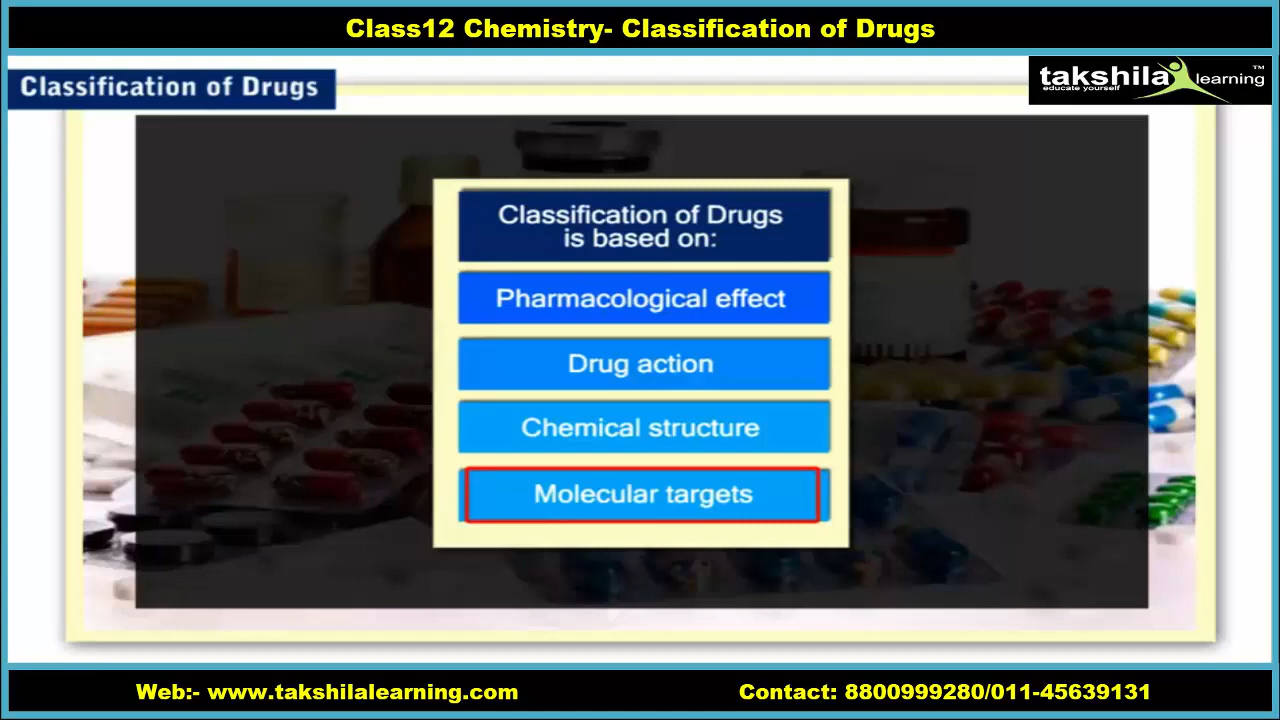 Class12 Chemistry- Classification of Drugs
Classification of Drugs
takshila learning ™
educate yourself
Classification of Drugs
is based on:
Pharmacological effect
Drug action
Chemical structure
Molecular targets
Web:- www.takshilalearning.com
Contact: 8800999280/011-45639131